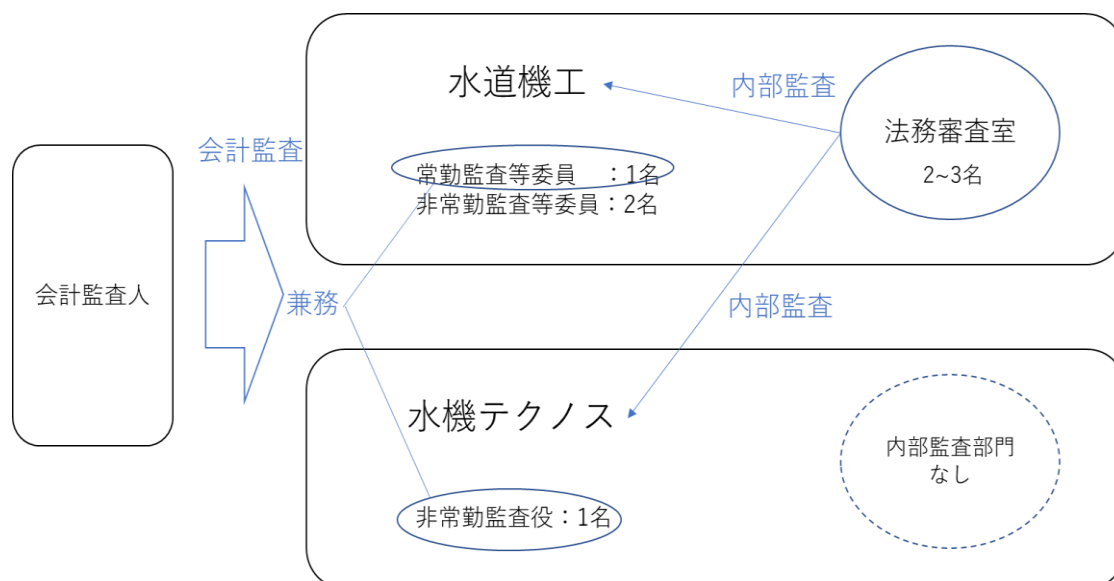 水道機工
内部監査
法務審査室
2~3名
会計監査
常勤監査等委員　：1名
非常勤監査等委員：2名
会計監査人
兼務
内部監査
水機テクノス
内部監査部門
なし
非常勤監査役：1名